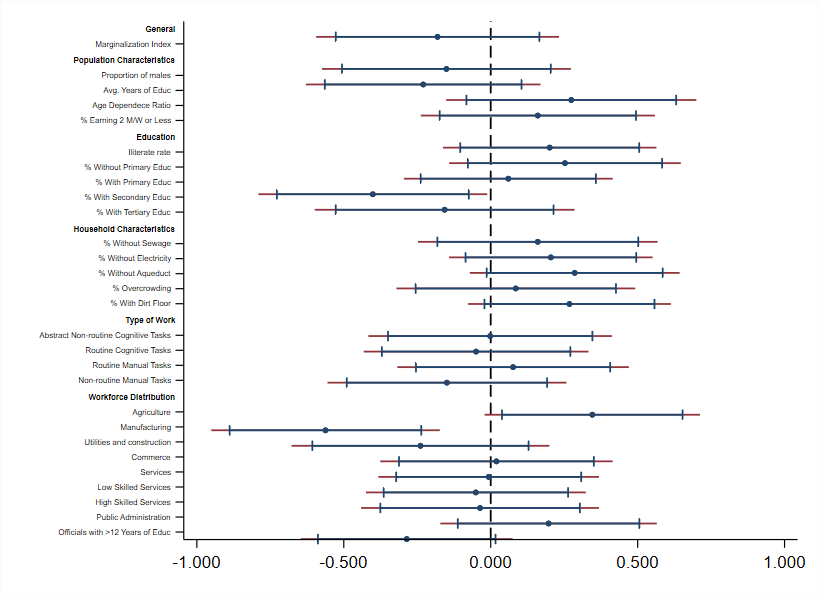 General
Marginalization Index
Population Characteristics
Proportion of males
Avg. Years of Educ
Age Dependece Ratio
% Earning 2 M/W or Less
Education
Iliterate rate
% Without Primary Educ
% With Primary Educ
% With Secondary Educ
% With Tertiary Educ
Household Characteristics
% Without Sewage
% Without Electricity
% Without Aqueduct
% Overcrowding
% With Dirt Floor
Type of Work
Abstract Non-routine Cognitive Tasks
Routine Cognitive Tasks
Routine Manual Tasks
Non-routine Manual Tasks
Workforce Distribution
Agriculture
Manufacturing
Utilities and construction
Commerce
Services
Low Skilled Services
High Skilled Services
Public Administration
Officials with >12 Years of Educ
-1.000 -0.500 0.000 0.500 1.000